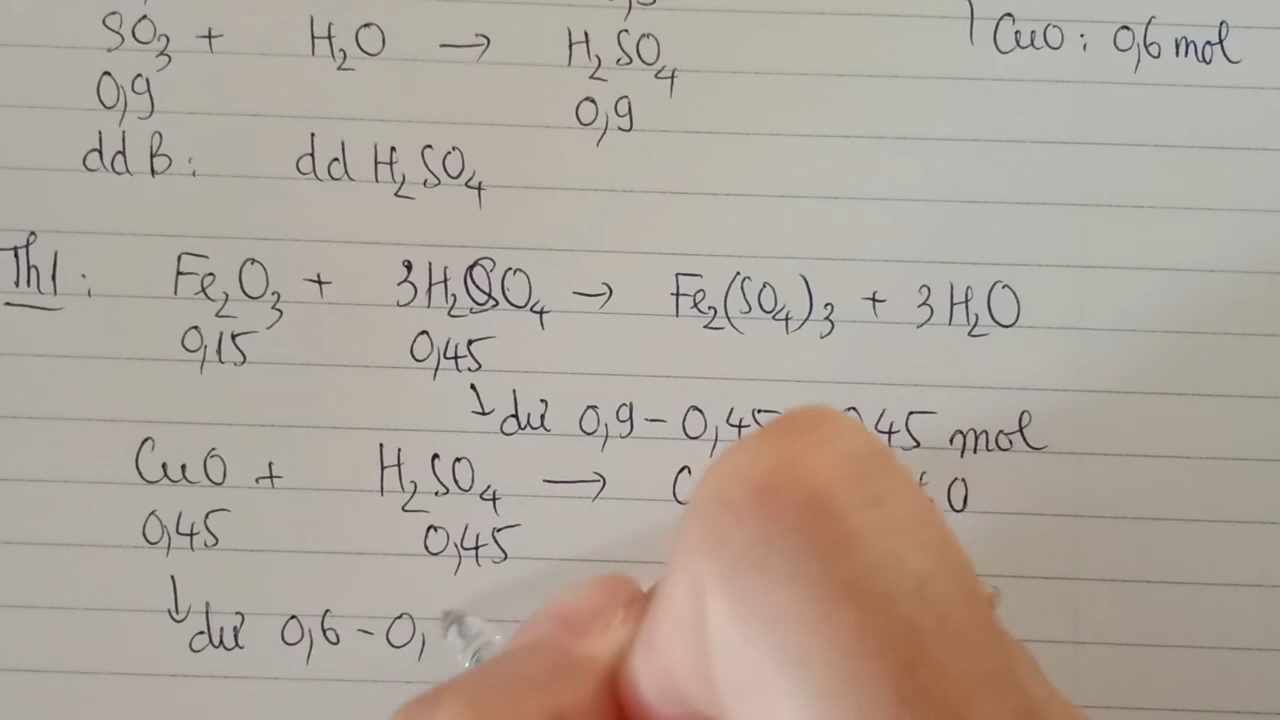 SO₃ + H₂O → H₂SO₄
CuO : 0,6 mol
0,9 0,9
dd B : dd H₂SO₄
Th1 : Fe₂O₃ + 3H₂SO₄ → Fe₂(SO₄)₃ + 3H₂O
0,15 0,45
↓ dư 0,9 - 0,45 45 mol
CuO + H₂SO₄ → C O
0,45 0,45
↓ dư 0,6 - 0,